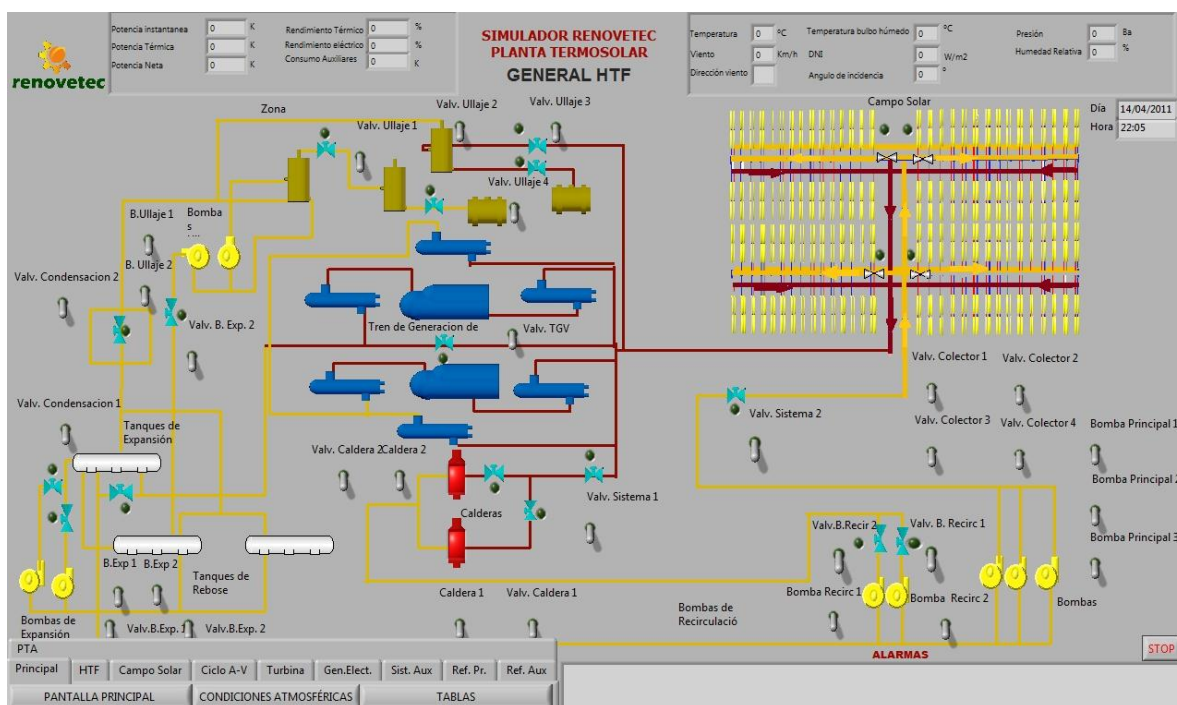 renovetec
Potencia instantanea 0 K
Potencia Térmica 0 K
Potencia Neta 0 K
Rendimiento Térmico 0 %
Rendimiento eléctrico 0 %
Consumo Auxiliares 0 K
SIMULADOR RENOVETEC
PLANTA TERMOSOLAR
GENERAL HTF
Temperatura 0 ºC
Viento 0 Km/h
Dirección viento
Temperatura bulbo húmedo 0 ºC
DNI 0 W/m2
Angulo de incidencia 0 º
Presión 0 Ba
Humedad Relativa 0 %
Día 14/04/2011
Hora 22:05
Zona
Campo Solar
Valv. Ullaje 1
Valv. Ullaje 2
Valv. Ullaje 3
Valv. Ullaje 4
B.Ullaje 1
Bomba
s
B. Ullaje 2
Valv. Condensacion 2
Valv. B. Exp. 2
Tren de Generacion de
Valv. TGV
Valv. Condensacion 1
Tanques de
Expansión
Valv. Caldera 2
Caldera 2
Valv. Sistema 1
Calderas
Valv. Sistema 2
Valv. Colector 1
Valv. Colector 2
Valv. Colector 3
Valv. Colector 4
Bomba Principal 1
Bomba Principal 2
Bomba Principal 3
Valv.B.Recir 2
Valv. B. Recirc 1
B.Exp 1
B.Exp 2
Tanques de
Rebose
Caldera 1
Valv. Caldera 1
Bomba Recirc 1
Bomba Recirc 2
Bombas
Bombas de
Recirculació
Bombas de
Expansión
Valv.B.Exp. 1
Valv.B.Exp. 2
PTA
Principal
HTF
Campo Solar
Ciclo A-V
Turbina
Gen.Elect.
Sist. Aux
Ref. Pr.
Ref. Aux
PANTALLA PRINCIPAL
CONDICIONES ATMOSFÉRICAS
TABLAS
ALARMAS
STOP